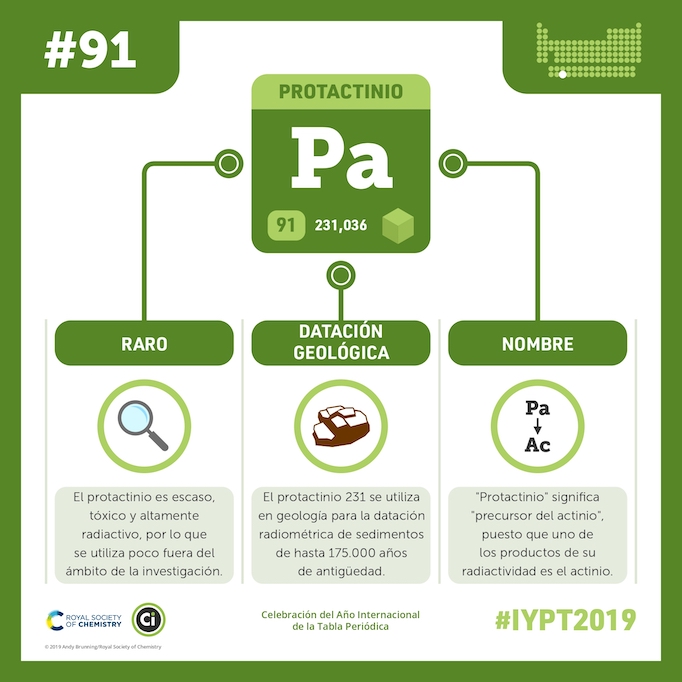 #91
PROTACTINIO
Pa
91 231,036
RARO
DATACIÓN
GEOLÓGICA
NOMBRE
Pa
Ac
El protactinio es escaso,
tóxico y altamente
radiactivo, por lo que
se utiliza poco fuera del
ámbito de la investigación.
El protactinio 231 se utiliza
en geología para la datación
radiométrica de sedimentos
de hasta 175.000 años
de antigüedad.
"Protactinio" significa
"precursor del actinio",
puesto que uno de
los productos de su
radiactividad es el actinio.
ROYAL SOCIETY
OF CHEMISTRY
Ci
Celebración del Año Internacional
de la Tabla Periódica
#IYPT2019
© 2019 Andy Brunning/Royal Society of Chemistry